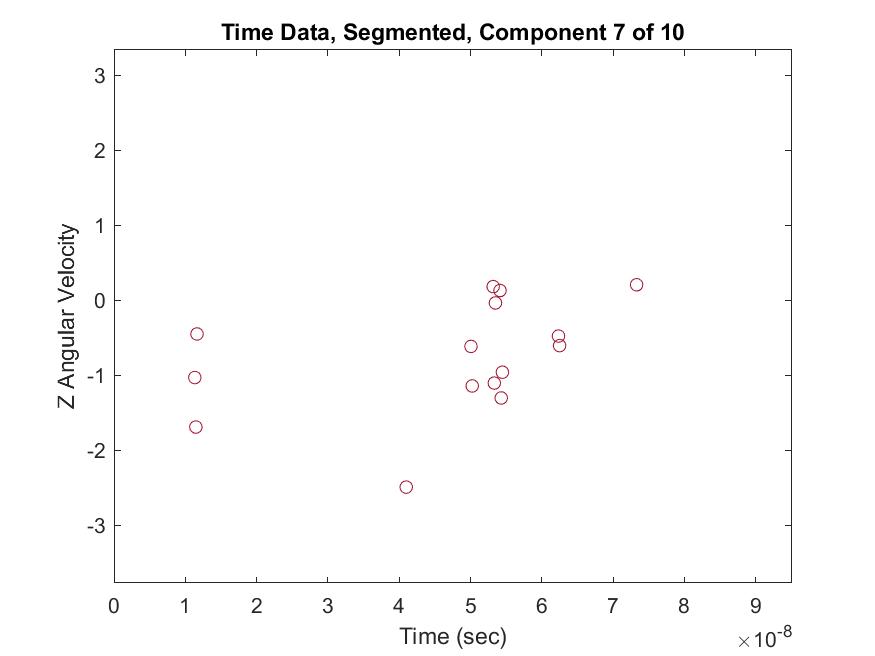 Time Data, Segmented, Component 7 of 10
3
2
1
0
-1
-2
-3
Z Angular Velocity
0 1 2 3 4 5 6 7 8 9
Time (sec)
×10-8